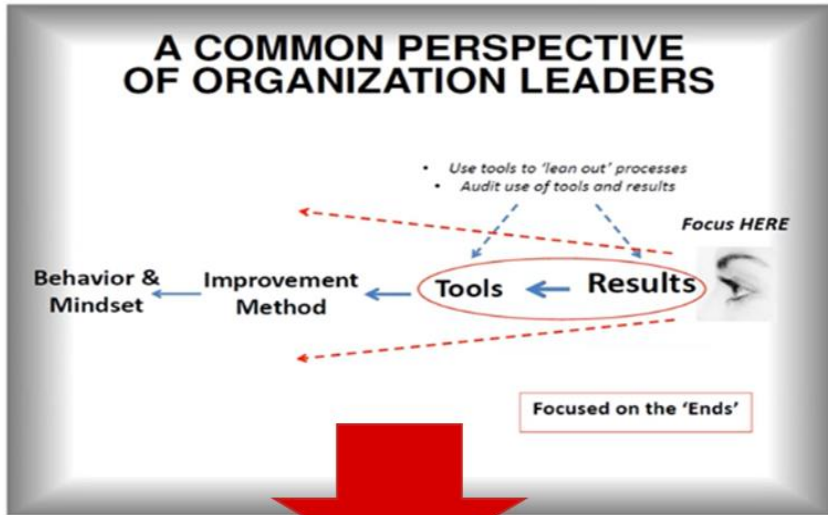 A COMMON PERSPECTIVE
OF ORGANIZATION LEADERS
• Use tools to ‘lean out’ processes
• Audit use of tools and results
Focus HERE
Behavior &
Mindset
Improvement
Method
Tools
Results
Focused on the ‘Ends’